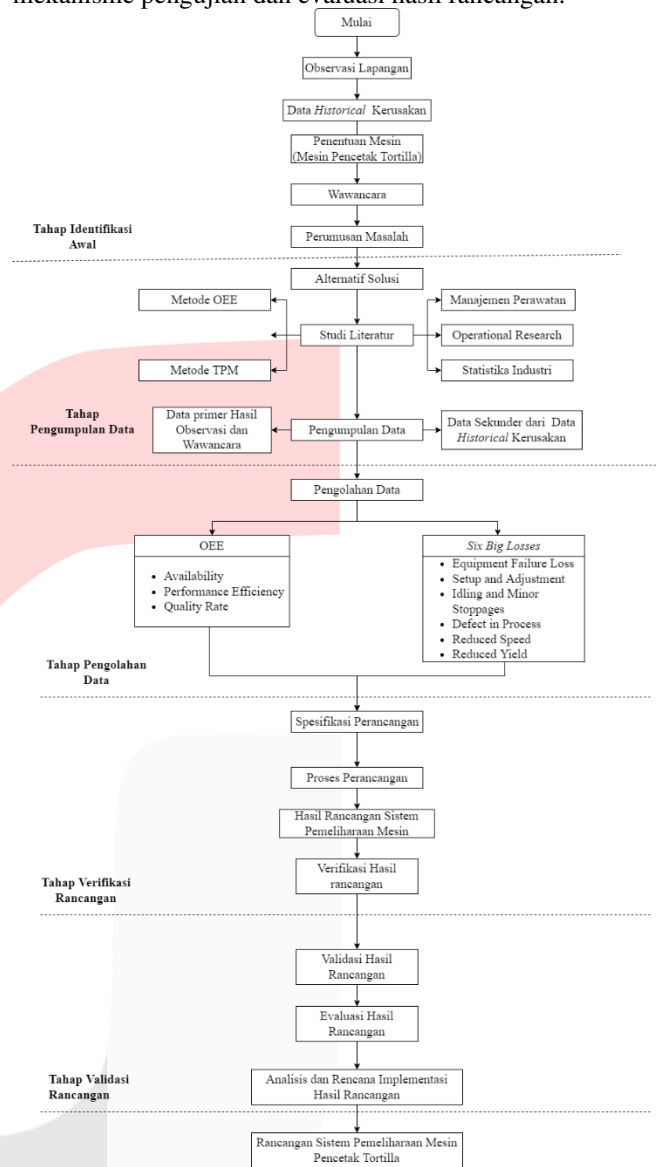 mekanisme pengujian dan evaluasi hasil rancangan.
Mulai
Observasi Lapangan
Data Historical Kerusakan
Penentuan Mesin
(Mesin Pencetak Tortilla)
Wawancara
Tahap Identifikasi
Awal
Perumusan Masalah
Alternatif Solusi
Metode OEE
Manajemen Perawatan
Studi Literatur
Operational Research
Metode TPM
Statistika Industri
Tahap
Pengumpulan Data
Data primer Hasil
Observasi dan
Wawancara
Pengumpulan Data
Data Sekunder dari Data
Historical Kerusakan
Pengolahan Data
OEE
• Availability
• Performance Efficiency
• Quality Rate
Six Big Losses
• Equipment Failure Loss
• Setup and Adjustment
• Idling and Minor
Stoppages
• Defect in Process
• Reduced Speed
• Reduced Yield
Tahap Pengolahan
Data
Spesifikasi Perancangan
Proses Perancangan
Hasil Rancangan Sistem
Pemeliharaan Mesin
Tahap Verifikasi
Rancangan
Verifikasi Hasil
rancangan
Validasi Hasil
Rancangan
Evaluasi Hasil
Rancangan
Tahap Validasi
Rancangan
Analisis dan Rencana Implementasi
Hasil Rancangan
Rancangan Sistem Pemeliharaan Mesin
Pencetak Tortilla